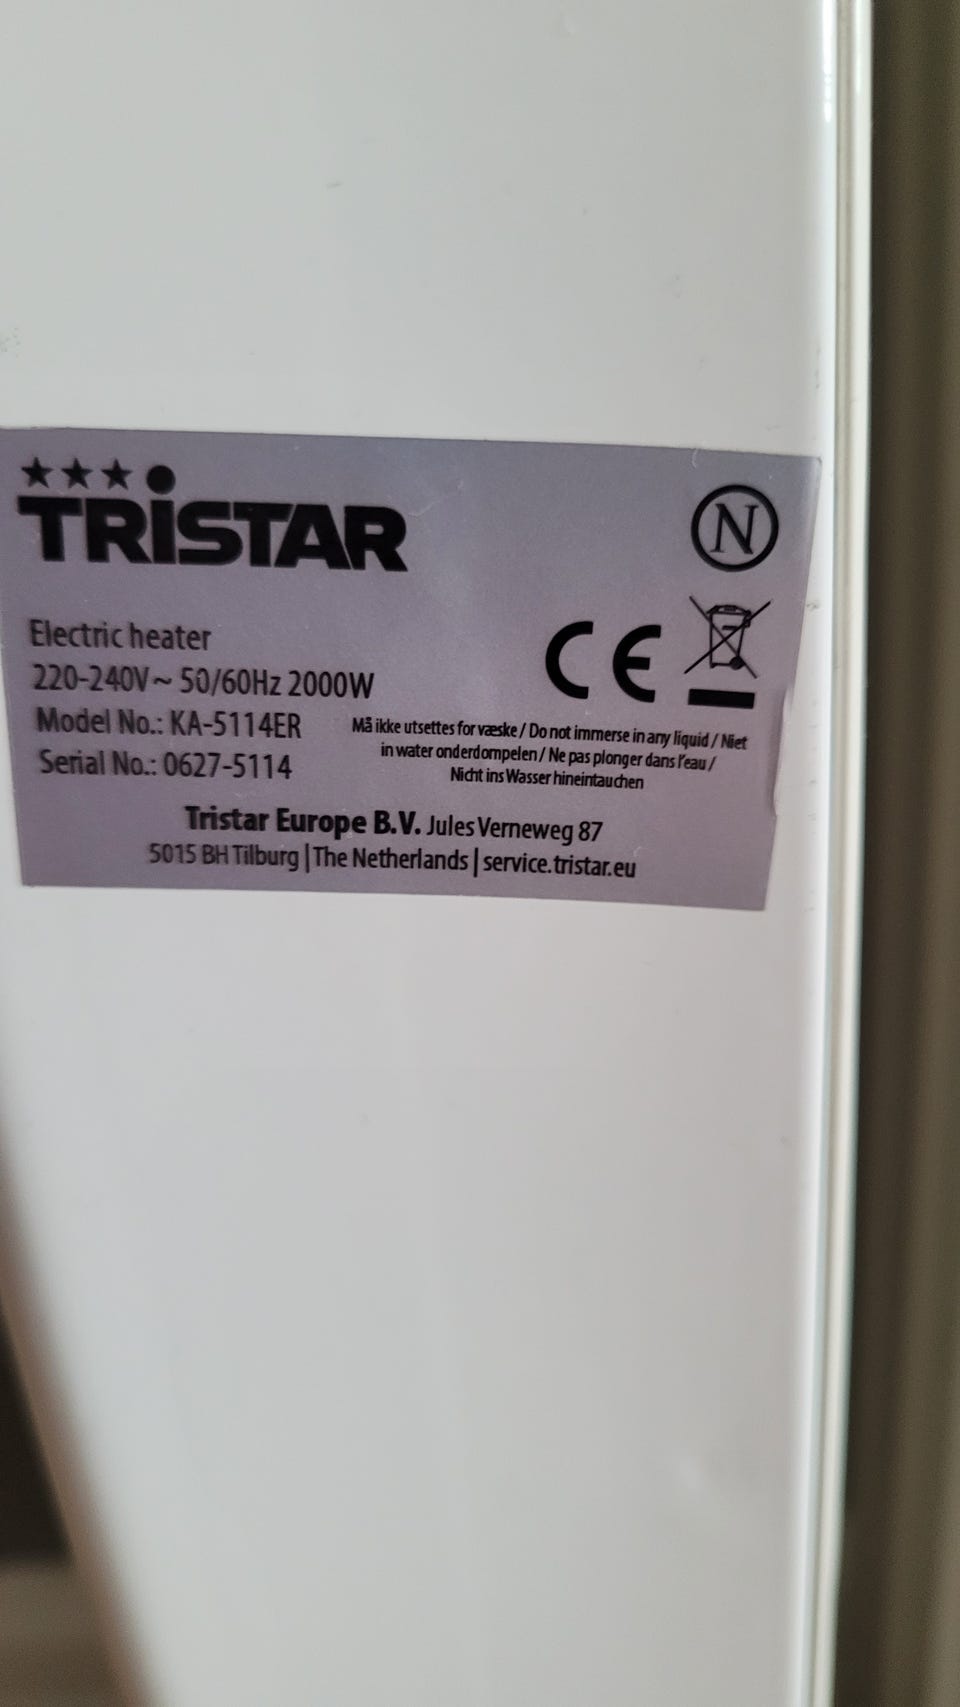 TRiSTAR
N
Electric heater
220-240V~ 50/60Hz 2000W
CE
Model No.: KA-5114ER
Serial No.: 0627-5114
Må ikke utsettes for væske / Do not immerse in any liquid / Niet
in water onderdompelen / Ne pas plonger dans l'eau /
Nicht ins Wasser hineintauchen
Tristar Europe B.V. Jules Verneweg 87
5015 BH Tilburg | The Netherlands | service.tristar.eu